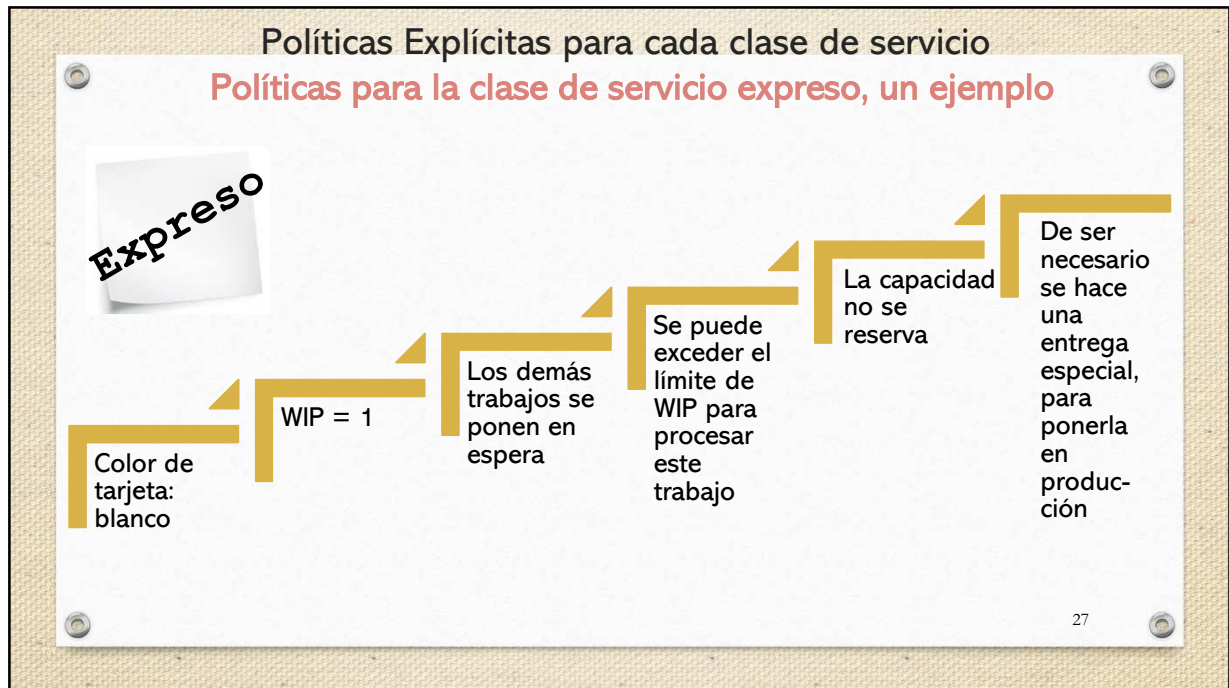 Políticas Explícitas para cada clase de servicio
Políticas para la clase de servicio expreso, un ejemplo
Expreso
Color de
tarjeta:
blanco
WIP = 1
Los demás
trabajos se
ponen en
espera
Se puede
exceder el
límite de
WIP para
procesar
este
trabajo
La capacidad
no se
reserva
De ser
necesario
se hace
una
entrega
especial,
para
ponerla
en
produc-
ción
27